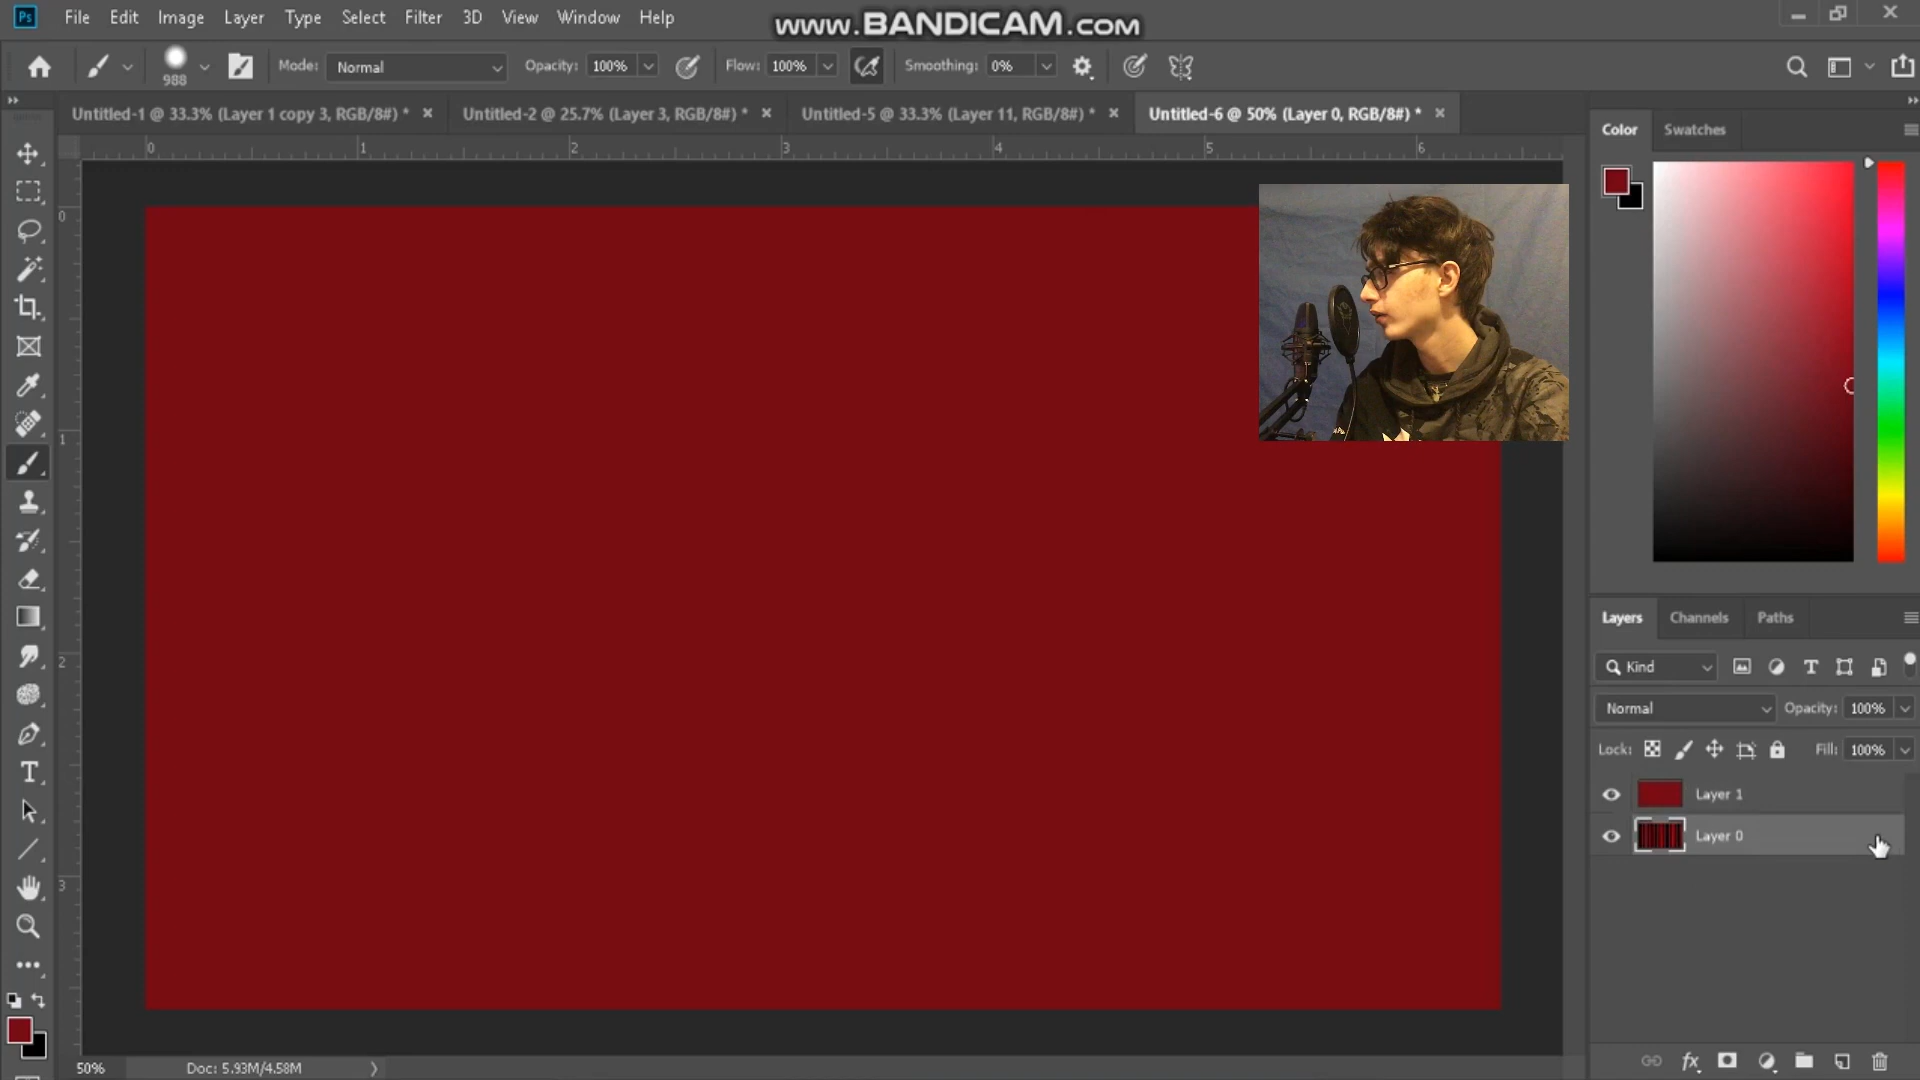 Ps File Edit Image Layer Type Select Filter 3D View Window Help
www.BANDICAM.com
988 Mode: Normal Opacity: 100% Flow: 100% Smoothing: 0%
Untitled-1 @ 33.3% (Layer 1 copy 3, RGB/8#) * Untitled-2 @ 25.7% (Layer 3, RGB/8#) * Untitled-5 @ 33.3% (Layer 11, RGB/8#) * Untitled-6 @ 50% (Layer 0, RGB/8#) *
Color Swatches
0 1 2 3 4 5 6
0
1
2
3
Layers Channels Paths
Kind
Normal Opacity: 100%
Lock: Fill: 100%
Layer 1
Layer 0
fx
50% Doc: 5.93M/4.58M